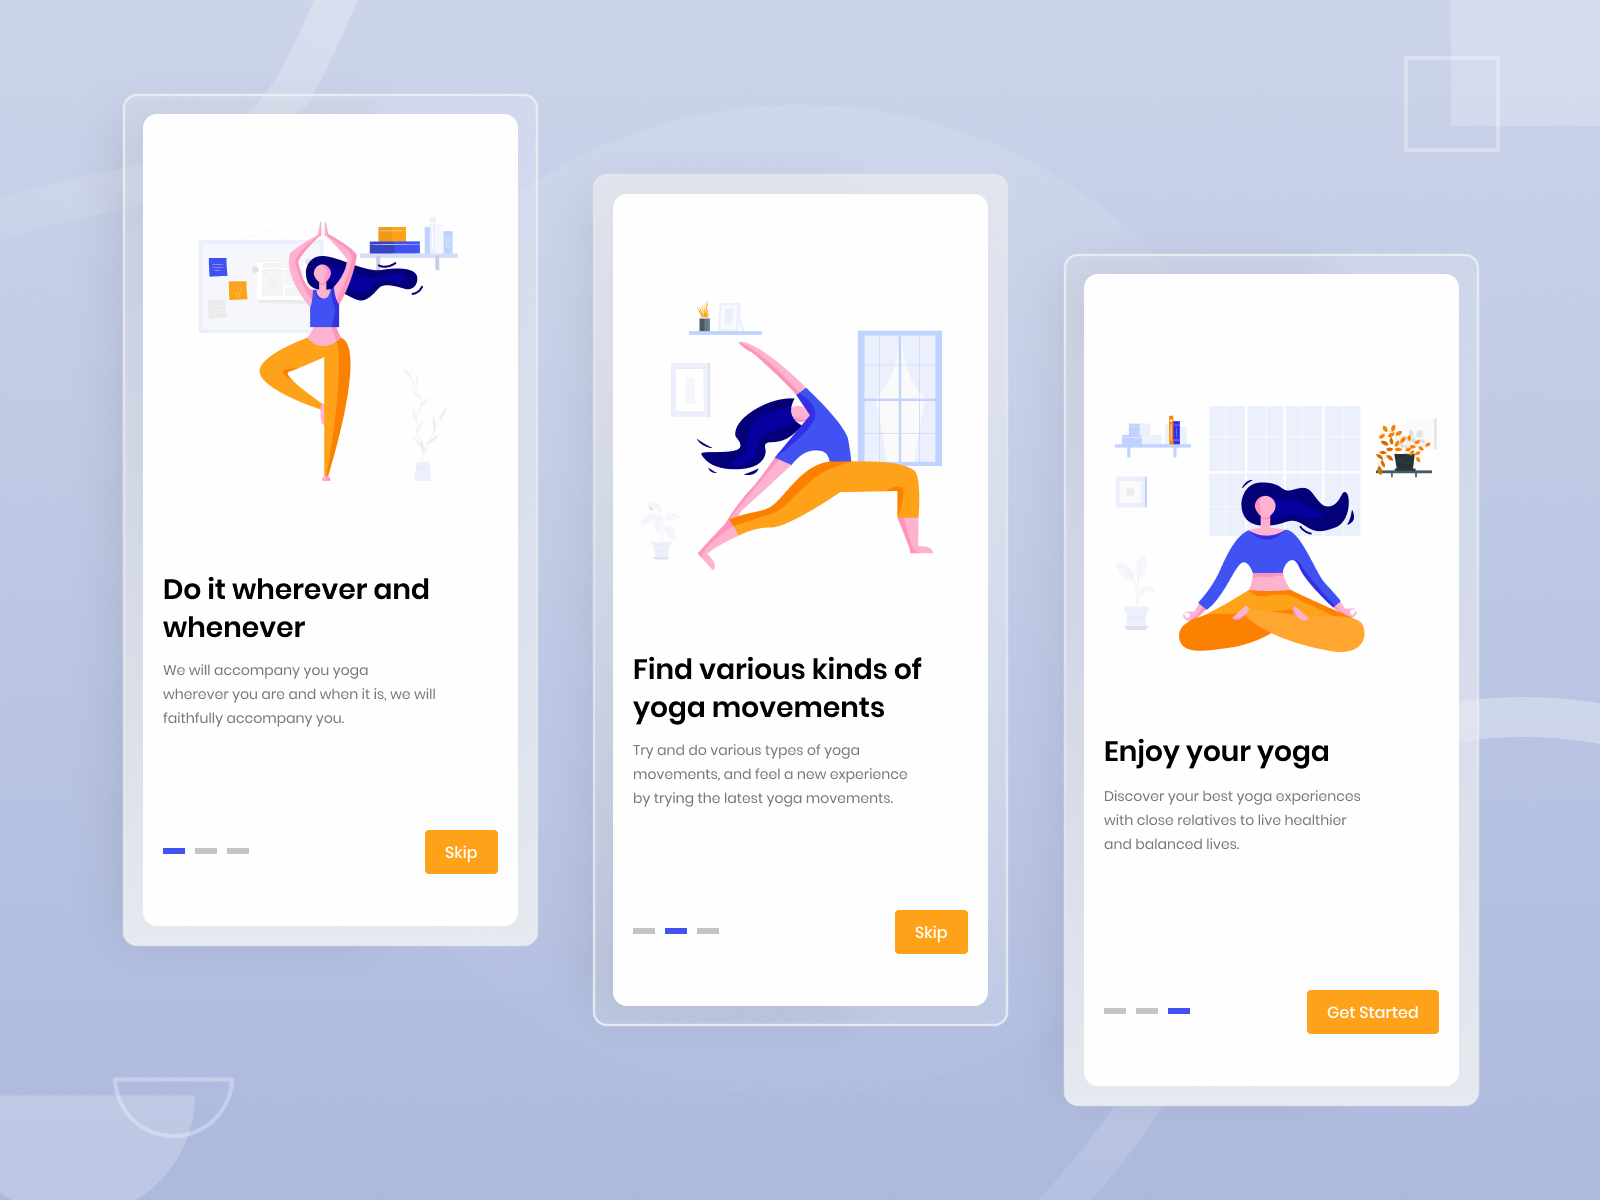 Do it wherever and
whenever
We will accompany you yoga
wherever you are and when it is, we will
faithfully accompany you.
Skip
Find various kinds of
yoga movements
Try and do various types of yoga
movements, and feel a new experience
by trying the latest yoga movements.
Skip
Enjoy your yoga
Discover your best yoga experiences
with close relatives to live healthier
and balanced lives.
Get Started